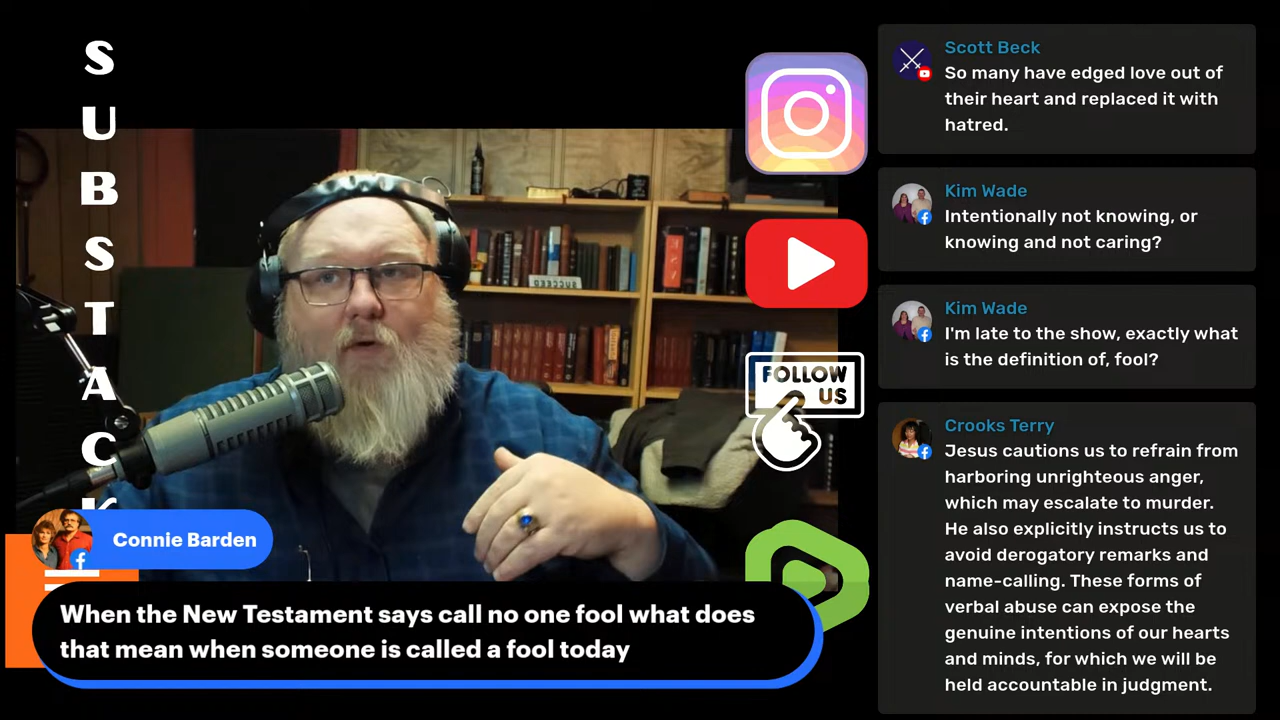 SUBSTACK
FOLLOW
US
Connie Barden
When the New Testament says call no one fool what does
that mean when someone is called a fool today
Scott Beck
So many have edged love out of
their heart and replaced it with
hatred.
Kim Wade
Intentionally not knowing, or
knowing and not caring?
Kim Wade
I'm late to the show, exactly what
is the definition of, fool?
Crooks Terry
Jesus cautions us to refrain from
harboring unrighteous anger,
which may escalate to murder.
He also explicitly instructs us to
avoid derogatory remarks and
name-calling. These forms of
verbal abuse can expose the
genuine intentions of our hearts
and minds, for which we will be
held accountable in judgment.